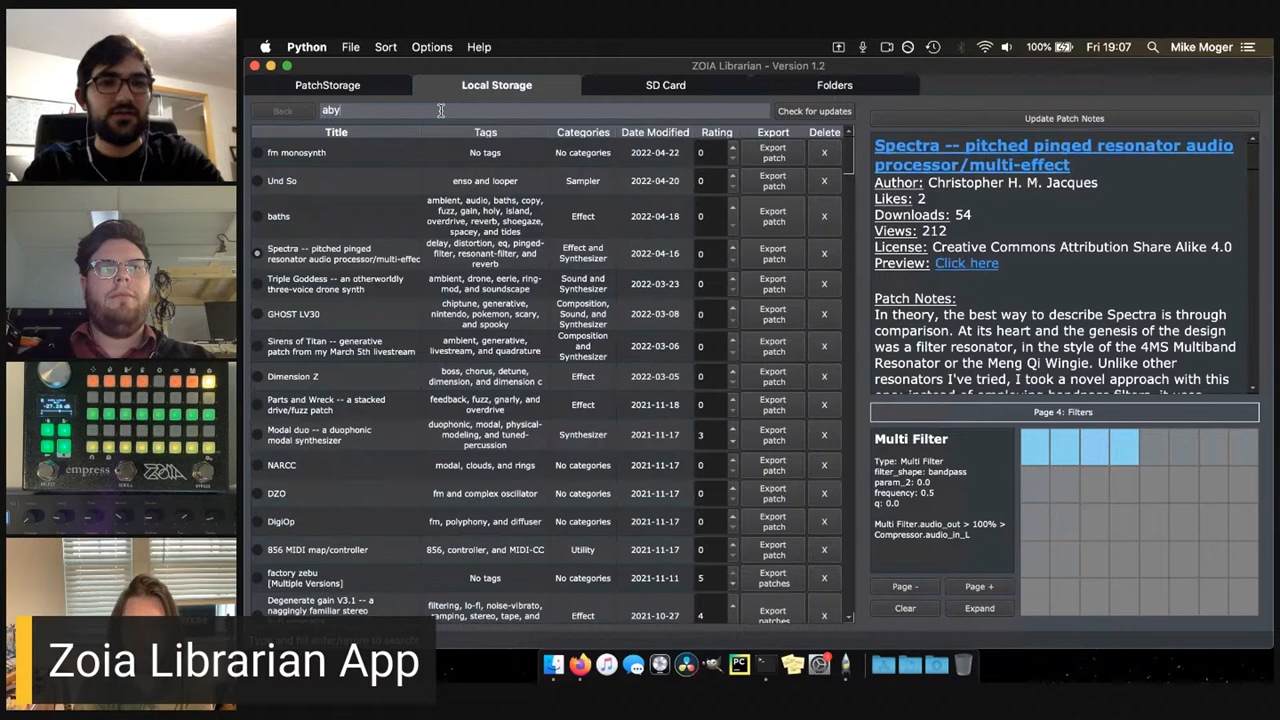 Python File Sort Options Help
100% Fri 19:07 Mike Moger
ZOIA Librarian - Version 1.2
PatchStorage Local Storage SD Card Folders
Back aby Check for updates
Title Tags Categories Date Modified Rating Export Delete
fm monosynth No tags No categories 2022-04-22 0 Export patch X
Und So enso and looper Sampler 2022-04-20 0 Export patch X
baths ambient, audio, baths, copy, fuzz, gain, holy, island, overdrive, reverb, shoegaze, spacey, and tides Effect 2022-04-18 0 Export patch X
Spectra -- pitched pinged resonator audio processor/multi-effec delay, distortion, eq, pinged-filter, resonant-filter, and reverb Effect and Synthesizer 2022-04-16 0 Export patch X
Triple Goddess -- an otherworldly three-voice drone synth ambient, drone, eerie, ring-mod, and soundscape Sound and Synthesizer 2022-03-23 0 Export patch X
GHOST LV30 chiptune, generative, nintendo, pokemon, scary, and spooky Composition, Sound, and Synthesizer 2022-03-08 0 Export patch X
Sirens of Titan -- generative patch from my March 5th livestream ambient, generative, livestream, and quadrature Composition and Synthesizer 2022-03-06 0 Export patch X
Dimension Z boss, chorus, detune, dimension, and dimension c Effect 2022-03-05 0 Export patch X
Parts and Wreck -- a stacked drive/fuzz patch feedback, fuzz, gnarly, and overdrive Effect 2021-11-18 0 Export patch X
Modal duo -- a duophonic modal synthesizer duophonic, modal, physical-modeling, and tuned-percussion Synthesizer 2021-11-17 3 Export patch X
NARCC modal, clouds, and rings No categories 2021-11-17 0 Export patch X
DZO fm and complex oscillator No categories 2021-11-17 0 Export patch X
DigiOp fm, polyphony, and diffuser No categories 2021-11-17 0 Export patch X
856 MIDI map/controller 856, controller, and MIDI-CC Utility 2021-11-17 0 Export patch X
factory zebu [Multiple Versions] No tags No categories 2021-11-11 5 Export patches X
Degenerate gain V3.1 -- a naggingly familiar stereo filtering, lo-fi, noise-vibrato, ramping, stereo, tape, and Effect 2021-10-27 4 Export patches X
Update Patch Notes
Spectra -- pitched pinged resonator audio
processor/multi-effect
Author: Christopher H. M. Jacques
Likes: 2
Downloads: 54
Views: 212
License: Creative Commons Attribution Share Alike 4.0
Preview: Click here
Patch Notes:
In theory, the best way to describe Spectra is through
comparison. At its heart and the genesis of the design
was a filter resonator, in the style of the 4MS Multiband
Resonator or the Meng Qi Wingie. Unlike other
resonators I've tried, I took a novel approach with this
Page 4: Filters
Multi Filter
Type: Multi Filter
filter_shape: bandpass
param_2: 0.0
frequency: 0.5
q: 0.0
Multi Filter.audio_out > 100% >
Compressor.audio_in_L
Page - Page +
Clear Expand
empress ZOIA
PC
Zoia Librarian App